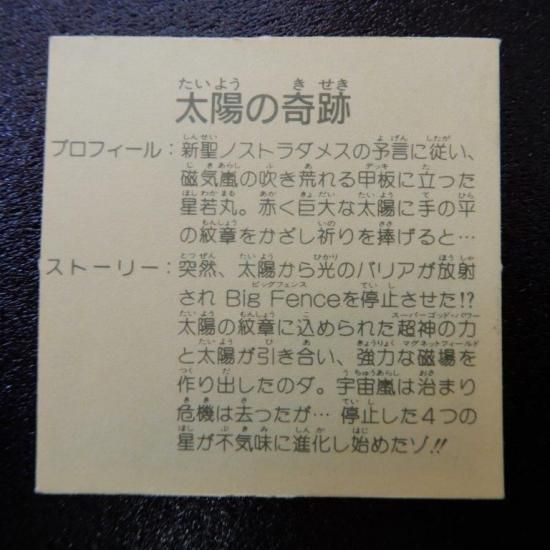 太陽の奇跡
プロフィール：新聖ノストラダメスの予言に従い、
磁気嵐の吹き荒れる甲板に立った
星若丸。赤く巨大な太陽に手の平
の紋章をかざし祈りを捧げると…
ストーリー：突然、太陽から光のバリアが放射
され Big Fenceを停止させた!?
太陽の紋章に込められた超神の力
と太陽が引き合い、強力な磁場を
作り出したのダ。宇宙嵐は治まり
危機は去ったが… 停止した4つの
星が不気味に進化し始めたゾ!!